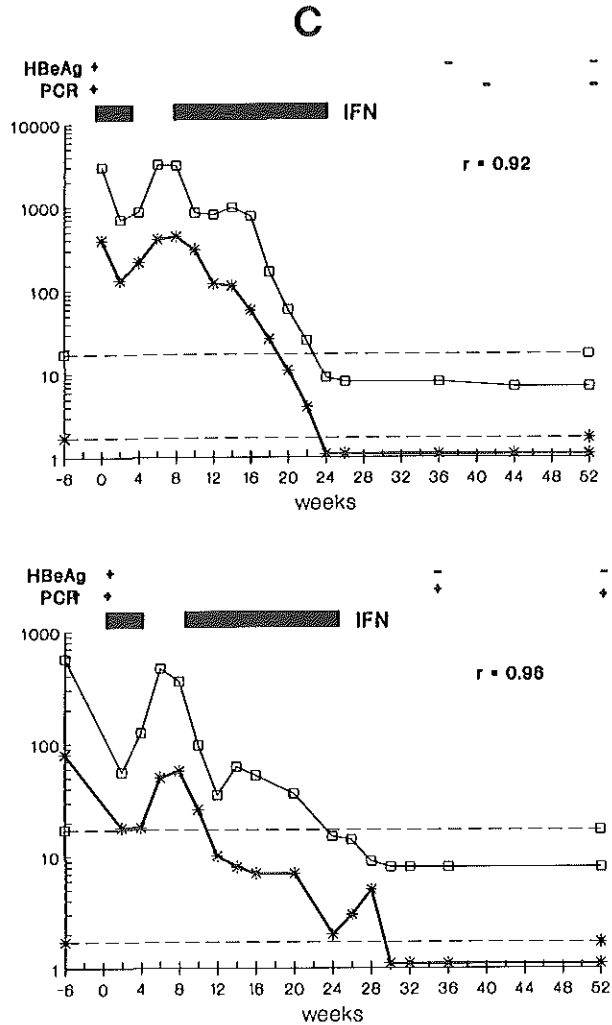 C
HBeAg + - -
PCR + - -
IFN
10000
r = 0.92
1000
100
10
1
-6 0 4 8 12 16 20 24 28 32 36 40 44 48 52
weeks
HBeAg + - -
PCR + + +
IFN
1000
r = 0.96
100
10
1
-6 0 4 8 12 16 20 24 28 32 36 40 44 48 52
weeks